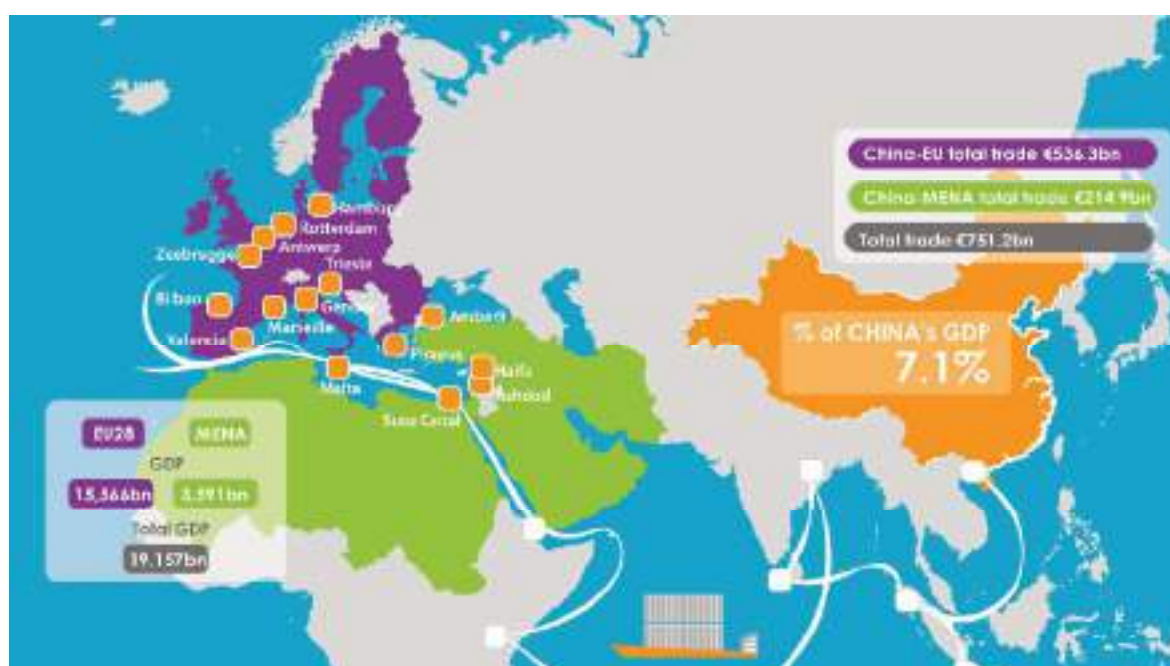 China-EU total trade €536.3bn
China-MENA total trade €214.9bn
Total trade €751.2bn
Hamburg
Rotterdam
Antwerp
Zeebrugge
Trieste
Bilbao
Genoa
Marseille
Valencia
Ambarli
Piraeus
Malta
Haifa
Ashdod
Suez Canal
% of CHINA's GDP
7.1%
EU28 MENA
GDP
15,566bn 3,591bn
Total GDP
19.157bn